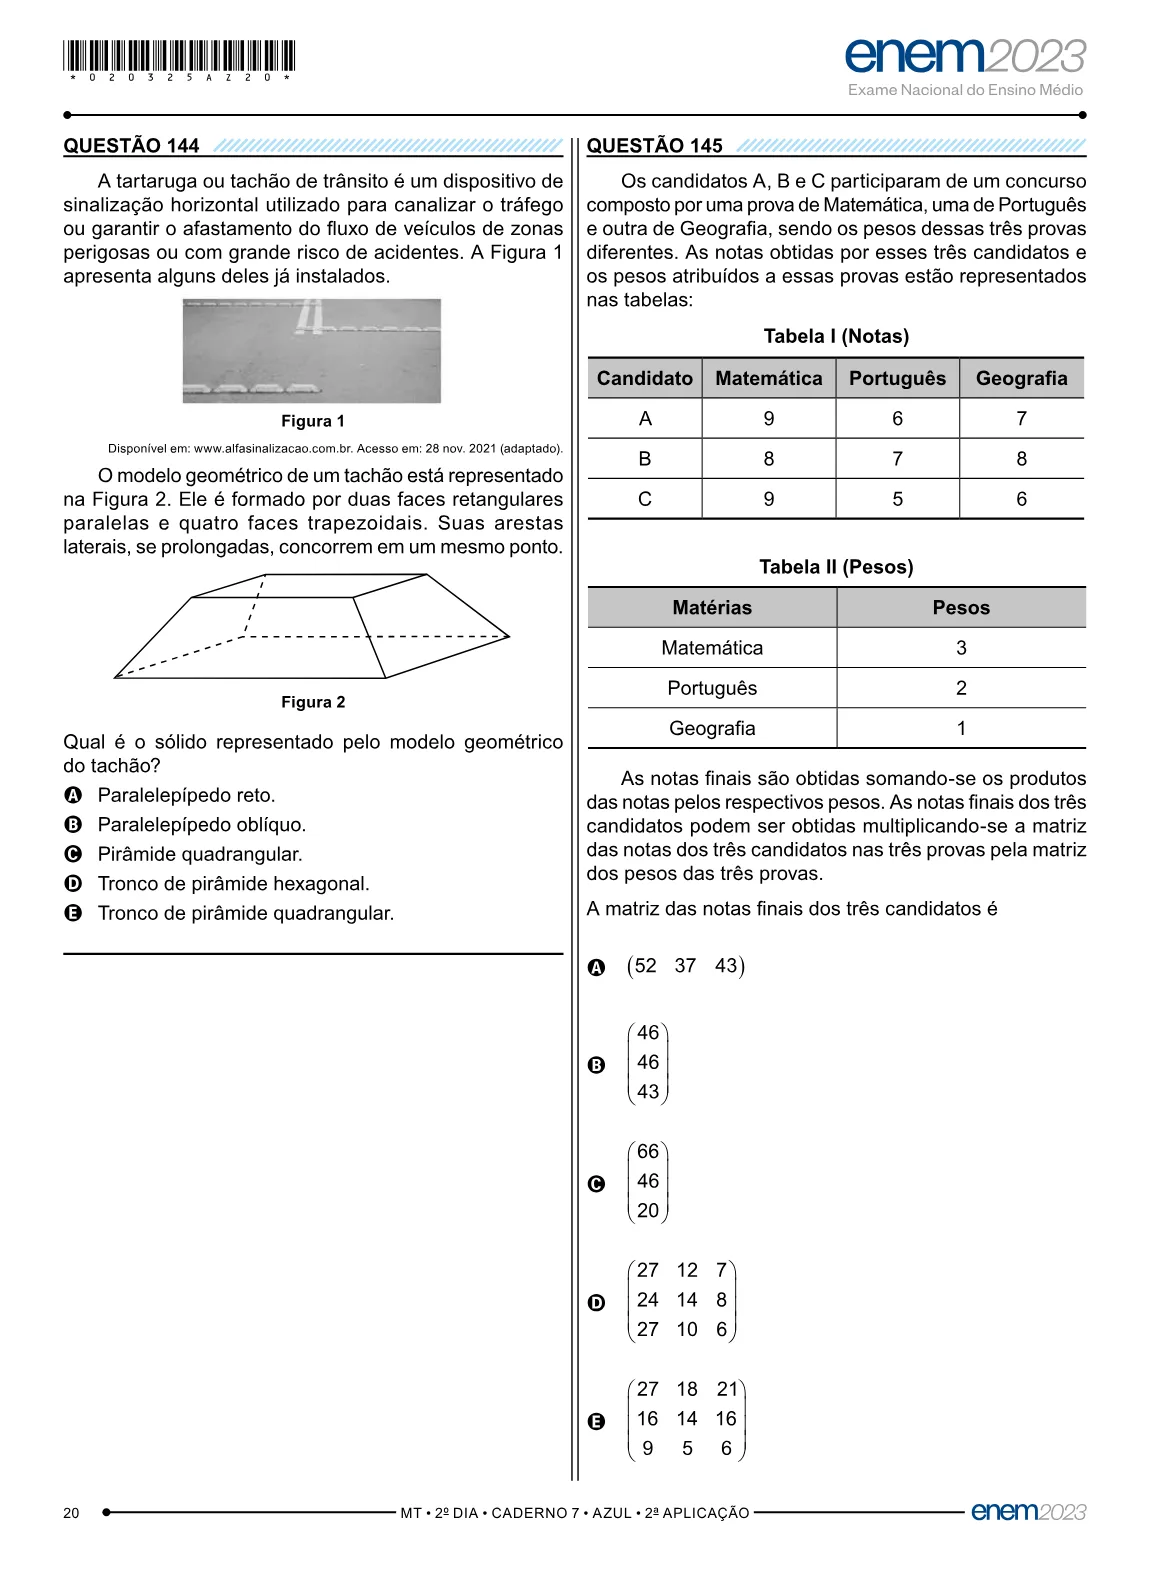 *020325AZ20*
enem2023
Exame Nacional do Ensino Médio
QUESTÃO 144
A tartaruga ou tachão de trânsito é um dispositivo de
sinalização horizontal utilizado para canalizar o tráfego
ou garantir o afastamento do fluxo de veículos de zonas
perigosas ou com grande risco de acidentes. A Figura 1
apresenta alguns deles já instalados.
Figura 1
Disponível em: www.alfasinalizacao.com.br. Acesso em: 28 nov. 2021 (adaptado).
O modelo geométrico de um tachão está representado
na Figura 2. Ele é formado por duas faces retangulares
paralelas e quatro faces trapezoidais. Suas arestas
laterais, se prolongadas, concorrem em um mesmo ponto.
Figura 2
Qual é o sólido representado pelo modelo geométrico
do tachão?
A Paralelepípedo reto.
B Paralelepípedo oblíquo.
C Pirâmide quadrangular.
D Tronco de pirâmide hexagonal.
E Tronco de pirâmide quadrangular.
QUESTÃO 145
Os candidatos A, B e C participaram de um concurso
composto por uma prova de Matemática, uma de Português
e outra de Geografia, sendo os pesos dessas três provas
diferentes. As notas obtidas por esses três candidatos e
os pesos atribuídos a essas provas estão representados
nas tabelas:
Tabela I (Notas)
Candidato Matemática Português Geografia
A 9 6 7
B 8 7 8
C 9 5 6
Tabela II (Pesos)
Matérias Pesos
Matemática 3
Português 2
Geografia 1
As notas finais são obtidas somando-se os produtos
das notas pelos respectivos pesos. As notas finais dos três
candidatos podem ser obtidas multiplicando-se a matriz
das notas dos três candidatos nas três provas pela matriz
dos pesos das três provas.
A matriz das notas finais dos três candidatos é
A (52 37 43)
46
B 46
43
66
C 46
20
27 12 7
D 24 14 8
27 10 6
27 18 21
E 16 14 16
9 5 6
20 MT • 2º DIA • CADERNO 7 • AZUL • 2ª APLICAÇÃO enem2023